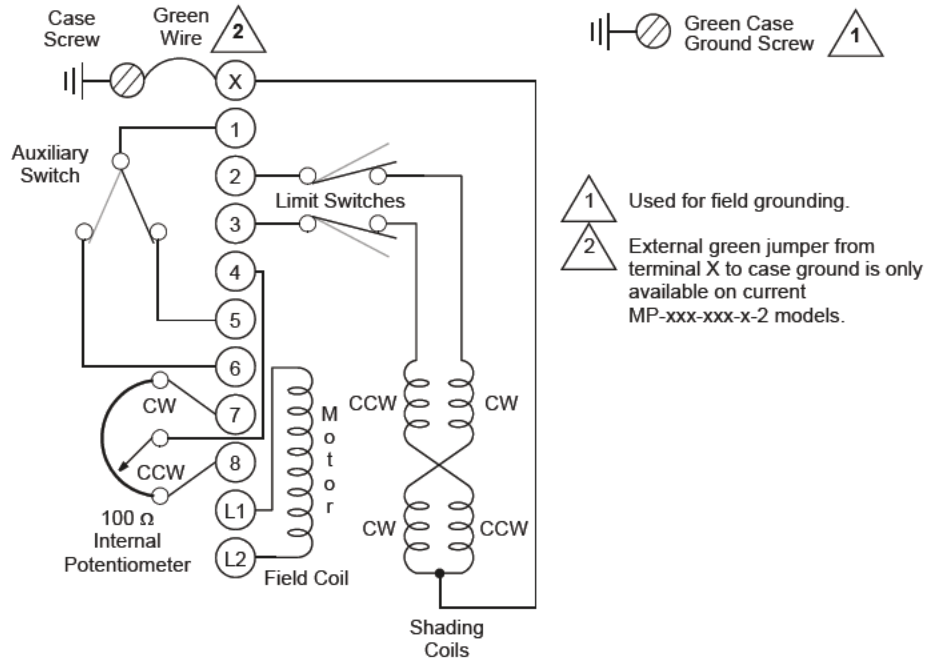 Case
Screw
Green
Wire
2
Green Case
Ground Screw
1
X
1
Auxiliary
Switch
2
Limit Switches
3
4
5
6
CW
7
CCW
8
L1
L2
100 Ω
Internal
Potentiometer
Motor
Field Coil
CCW
CW
CW
CCW
Shading
Coils
1
Used for field grounding.
2
External green jumper from
terminal X to case ground is only
available on current
MP-xxx-xxx-x-2 models.